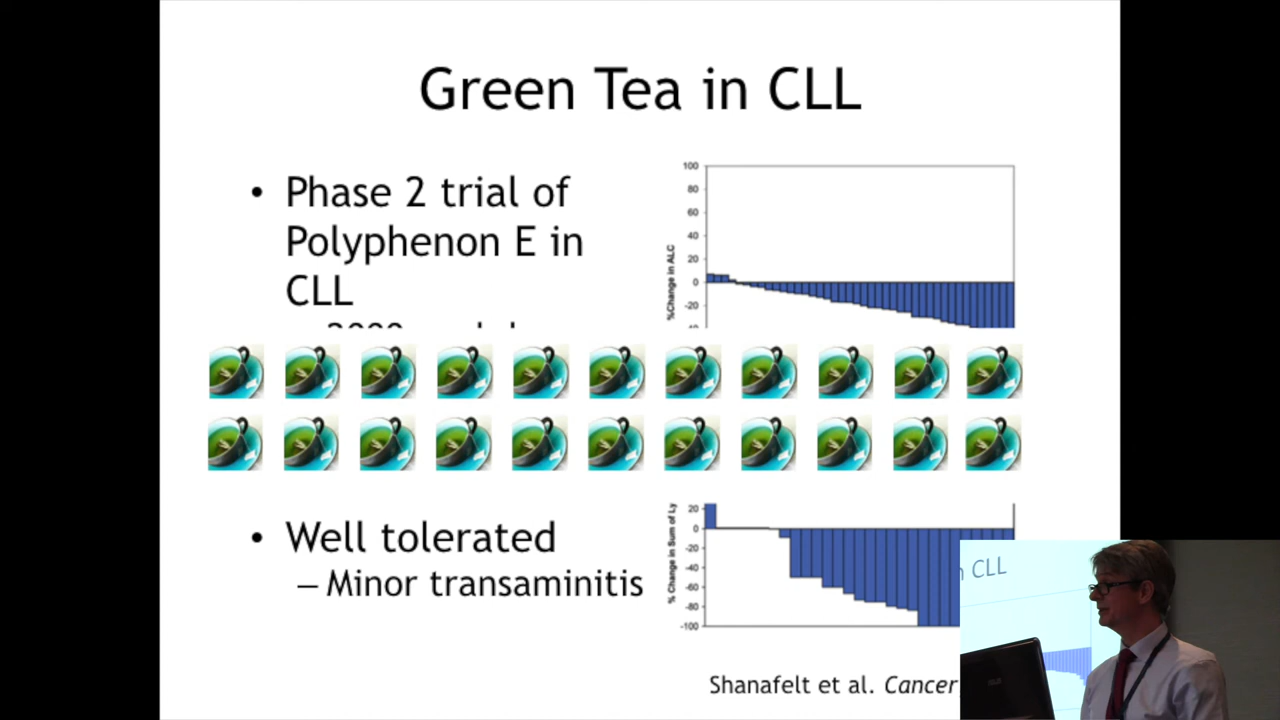 Green Tea in CLL
• Phase 2 trial of
Polyphenon E in
CLL
• Well tolerated
– Minor transaminitis
%Change in ALC
100
80
60
40
20
0
-20
% Change in Sum of Ly
20
0
-20
-40
-60
-80
-100
Shanafelt et al. Cancer
CLL